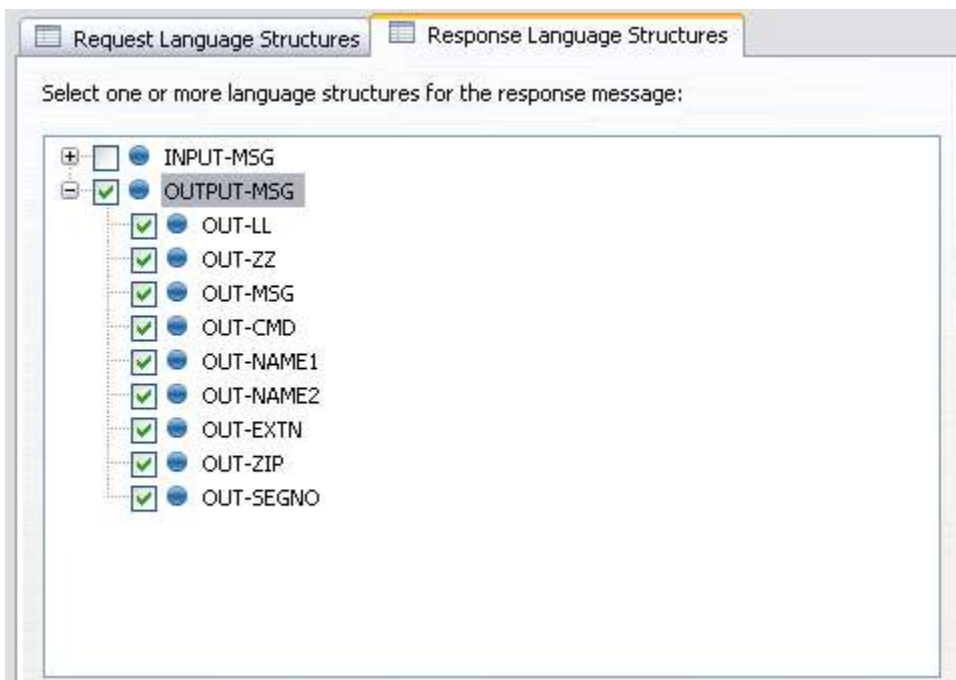 Request Language Structures
Response Language Structures
Select one or more language structures for the response message:
INPUT-MSG
OUTPUT-MSG
OUT-LL
OUT-ZZ
OUT-MSG
OUT-CMD
OUT-NAME1
OUT-NAME2
OUT-EXTN
OUT-ZIP
OUT-SEGNO